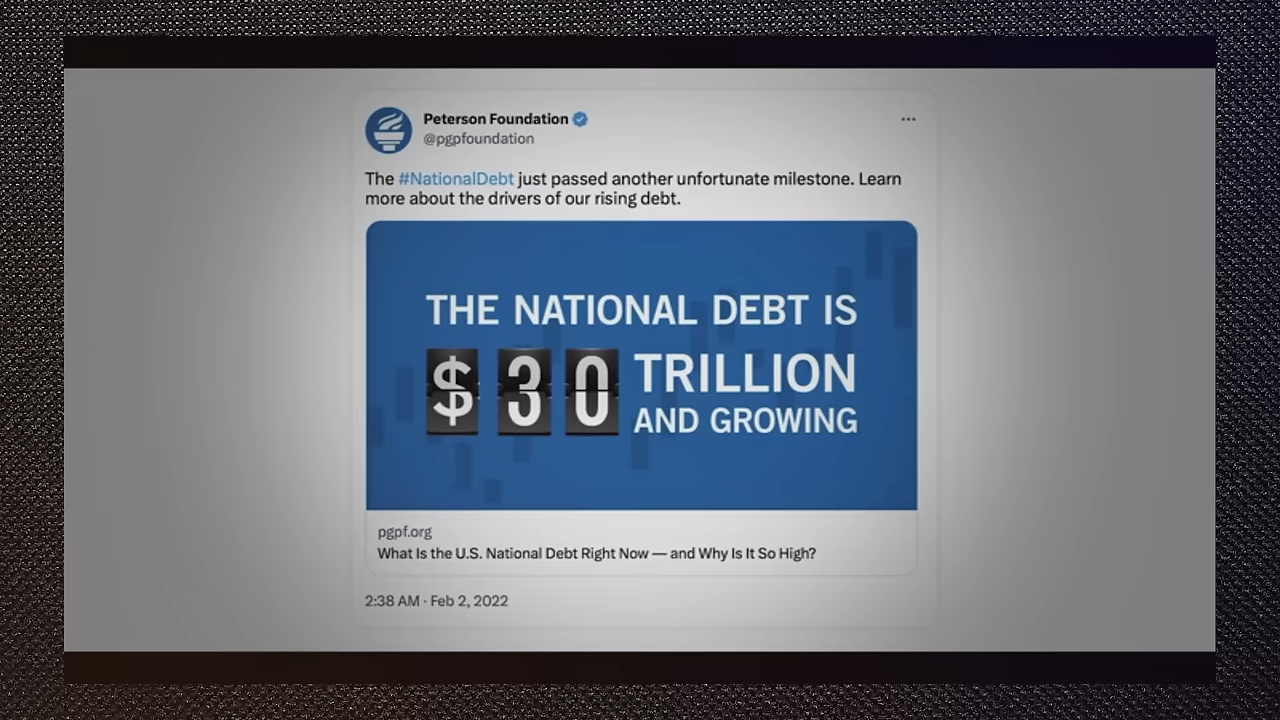 Peterson Foundation
@pgpfoundation
The #NationalDebt just passed another unfortunate milestone. Learn
more about the drivers of our rising debt.
THE NATIONAL DEBT IS
$30 TRILLION
AND GROWING
pgpf.org
What Is the U.S. National Debt Right Now — and Why Is It So High?
2:38 AM · Feb 2, 2022